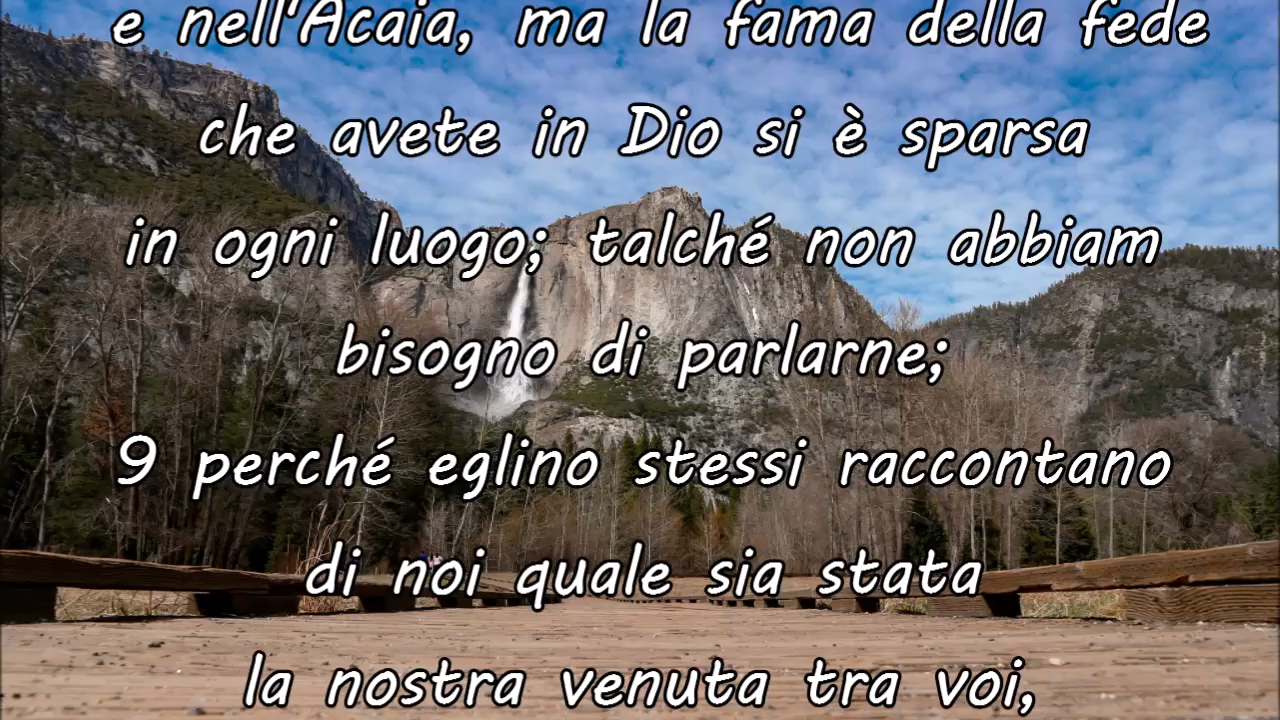 e nell'Acaia, ma la fama della fede
che avete in Dio si è sparsa
in ogni luogo; talché non abbiam
bisogno di parlarne;
9 perché eglino stessi raccontano
di noi quale sia stata
la nostra venuta tra voi,